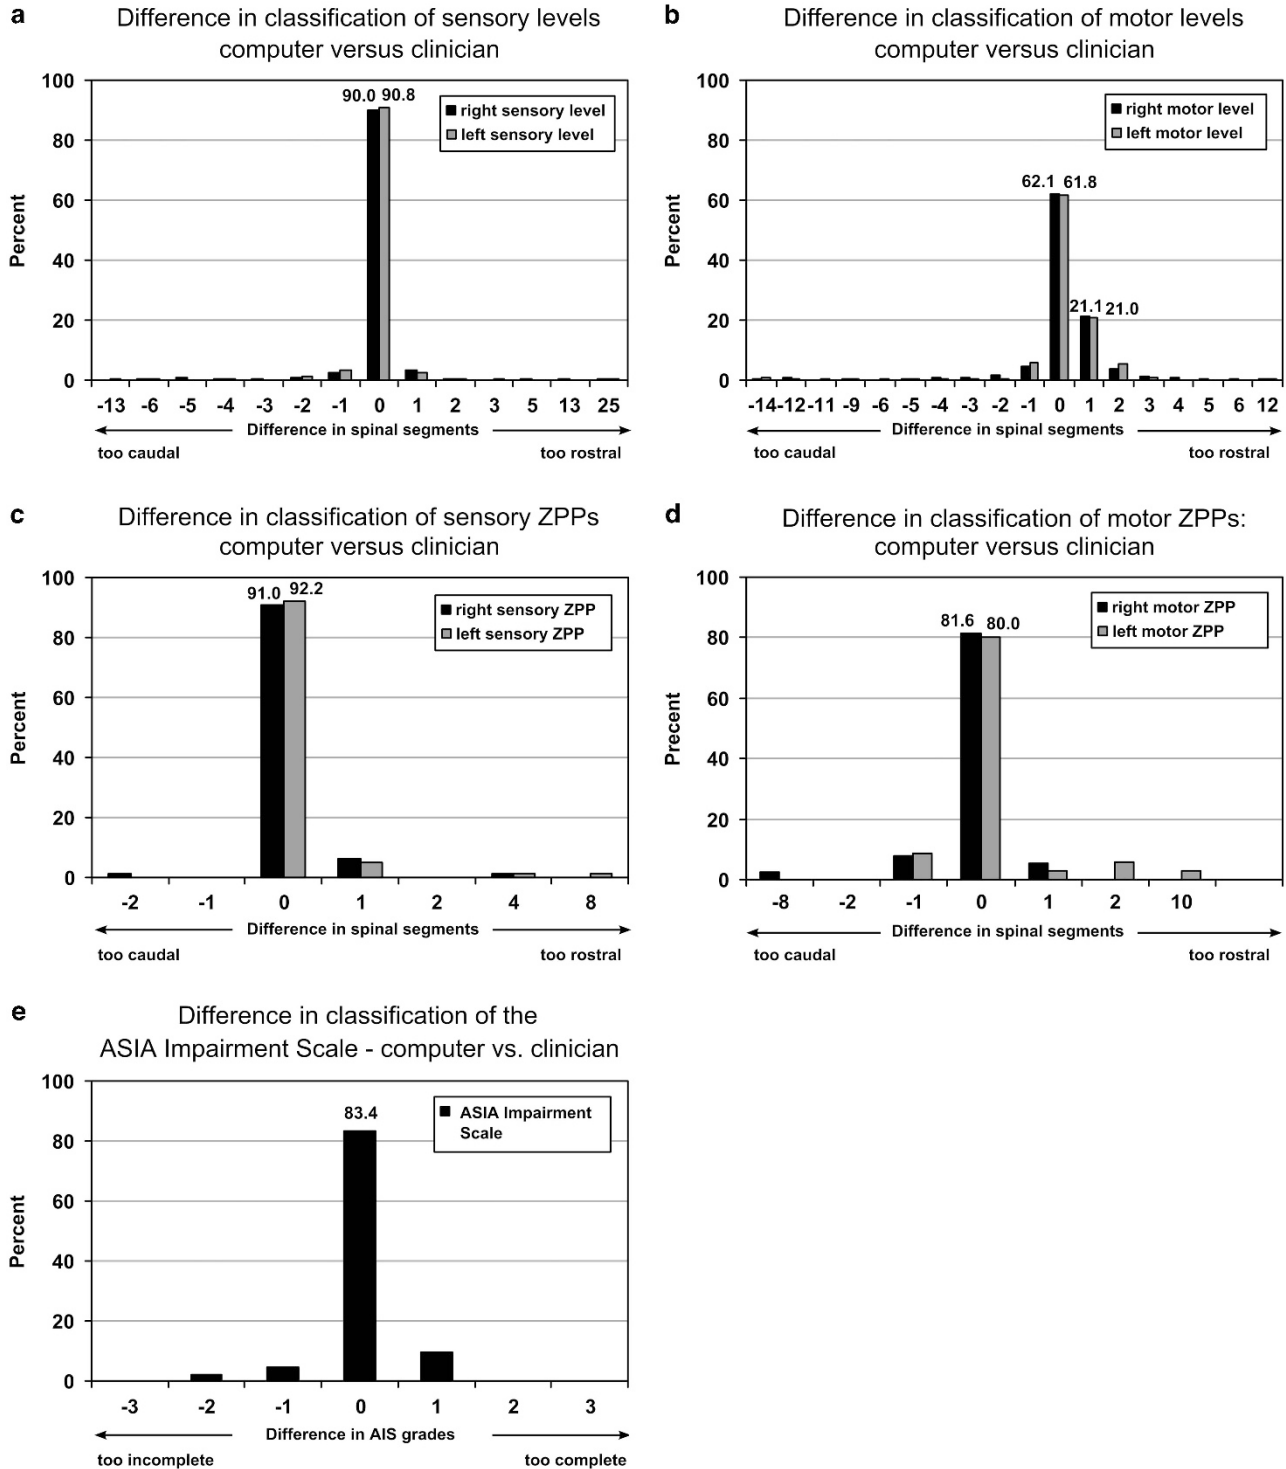 a
Difference in classification of sensory levels
computer versus clinician
100
80
60
40
20
0
Percent
90.0 90.8
right sensory level
left sensory level
-13 -6 -5 -4 -3 -2 -1 0 1 2 3 5 13 25
Difference in spinal segments
too caudal too rostral
b
Difference in classification of motor levels
computer versus clinician
100
80
60
40
20
0
Percent
62.1 61.8
21.1 21.0
right motor level
left motor level
-14 -12 -11 -9 -6 -5 -4 -3 -2 -1 0 1 2 3 4 5 6 12
Difference in spinal segments
too caudal too rostral
c
Difference in classification of sensory ZPPs
computer versus clinician
100
80
60
40
20
0
Percent
91.0 92.2
right sensory ZPP
left sensory ZPP
-2 -1 0 1 2 4 8
Difference in spinal segments
too caudal too rostral
d
Difference in classification of motor ZPPs:
computer versus clinician
100
80
60
40
20
0
Precent
81.6 80.0
right motor ZPP
left motor ZPP
-8 -2 -1 0 1 2 10
Difference in spinal segments
too caudal too rostral
e
Difference in classification of the
ASIA Impairment Scale - computer vs. clinician
100
80
60
40
20
0
Percent
83.4
ASIA Impairment
Scale
-3 -2 -1 0 1 2 3
Difference in AIS grades
too incomplete too complete